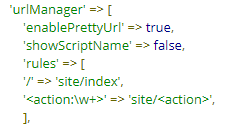 'urlManager' => [
'enablePrettyUrl' => true,
'showScriptName' => false,
'rules' => [
'/' => 'site/index',
'<action:\w+>' => 'site/<action>',
],